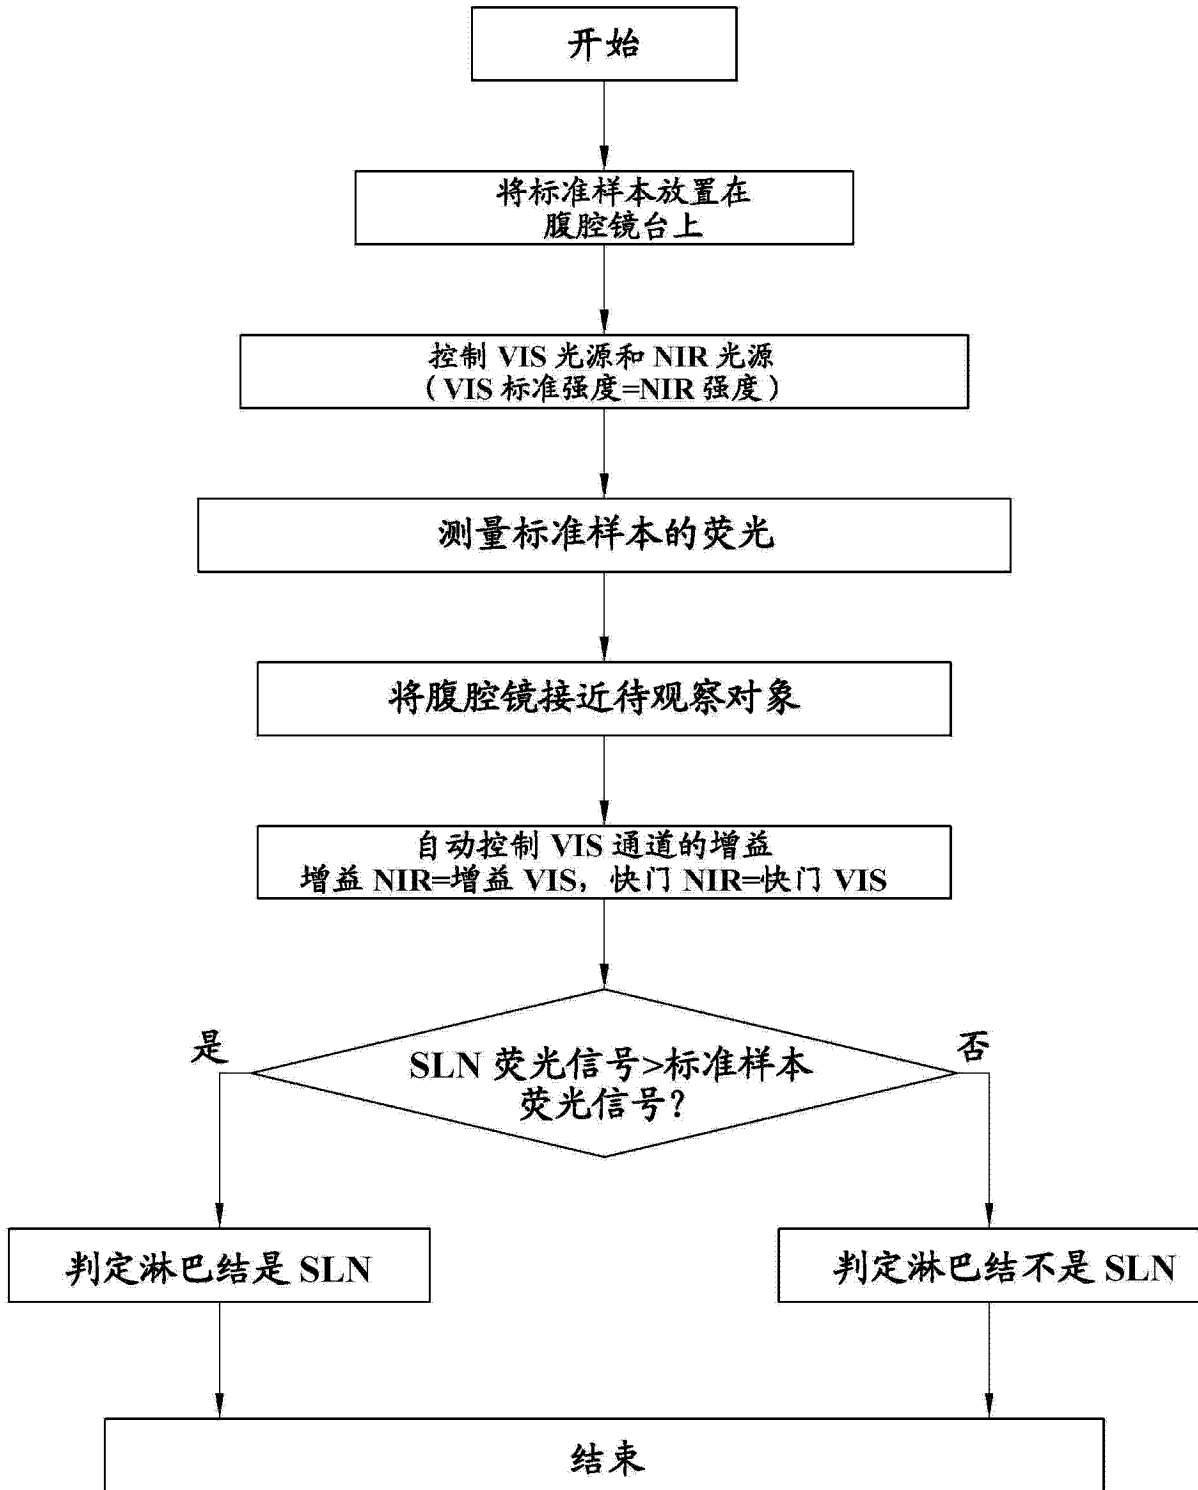 开始
将标准样本放置在
腹腔镜台上
控制 VIS 光源和 NIR 光源
（VIS 标准强度=NIR 强度）
测量标准样本的荧光
将腹腔镜接近待观察对象
自动控制 VIS 通道的增益
增益 NIR=增益 VIS，快门 NIR=快门 VIS
是
否
SLN 荧光信号>标准样本
荧光信号？
判定淋巴结是 SLN
判定淋巴结不是 SLN
结束